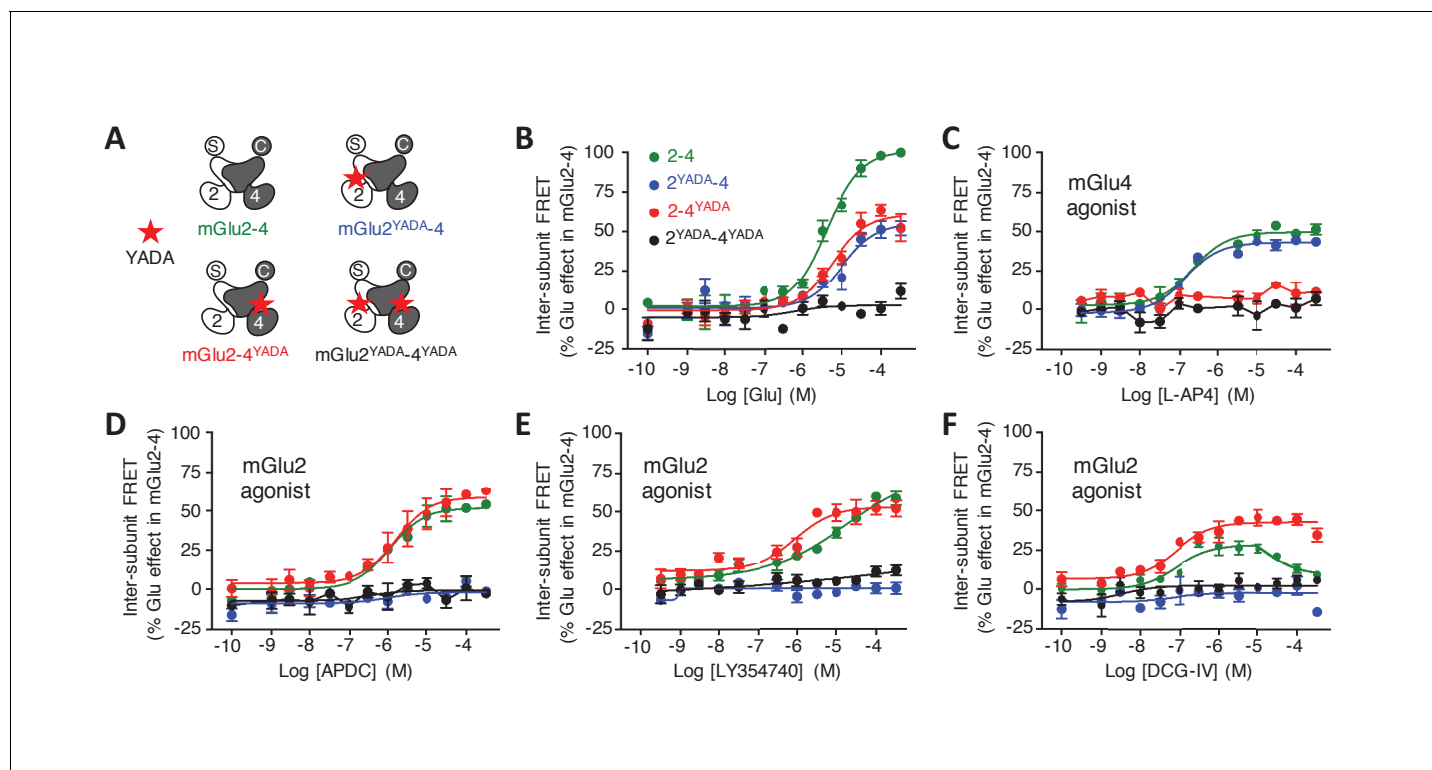 A
S C
2 4
mGlu2-4
S C
2 4
mGlu2YADA-4
YADA
S C
4
mGlu2-4YADA
S C
4
mGlu2YADA-4YADA
B
Inter-subunit FRET
(% Glu effect in mGlu2-4)
100
75
50
25
0
-25
2-4
2YADA-4
2-4YADA
2YADA-4YADA
-10 -9 -8 -7 -6 -5 -4
Log [Glu] (M)
C
Inter-subunit FRET
(% Glu effect in mGlu2-4)
100
75
50
25
0
-25
mGlu4
agonist
-10 -9 -8 -7 -6 -5 -4
Log [L-AP4] (M)
D
Inter-subunit FRET
(% Glu effect in mGlu2-4)
100
75
50
25
0
-25
mGlu2
agonist
-10 -9 -8 -7 -6 -5 -4
Log [APDC] (M)
E
Inter-subunit FRET
(% Glu effect in mGlu2-4)
100
75
50
25
0
-25
mGlu2
agonist
-10 -9 -8 -7 -6 -5 -4
Log [LY354740] (M)
F
Inter-subunit FRET
(% Glu effect in mGlu2-4)
100
75
50
25
0
-25
mGlu2
agonist
-10 -9 -8 -7 -6 -5 -4
Log [DCG-IV] (M)